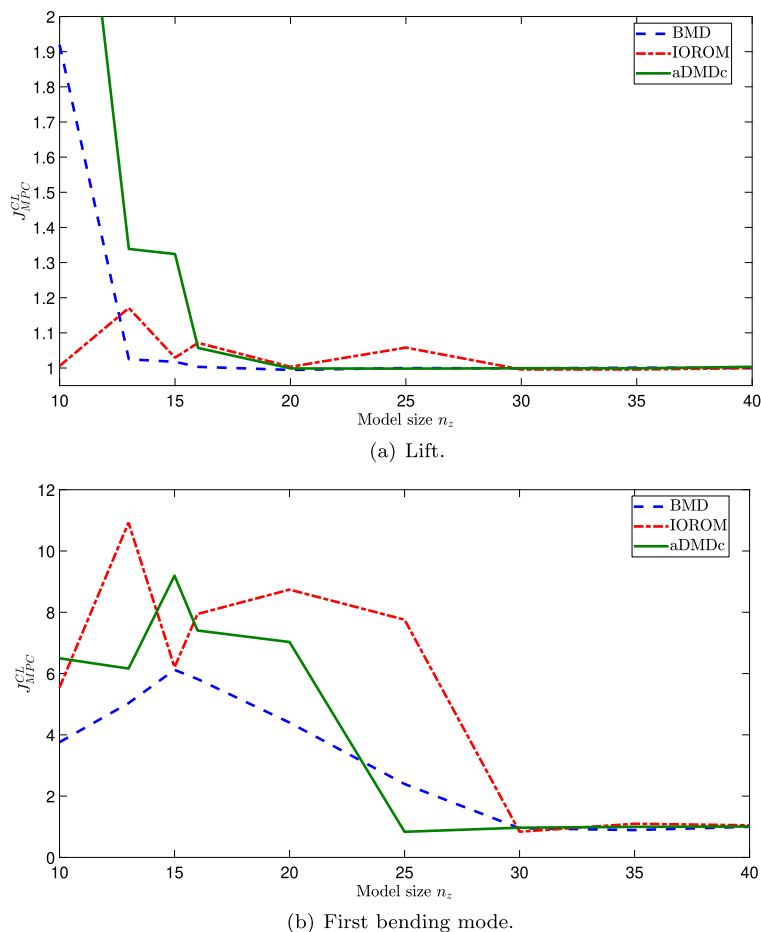 2
1.9
1.8
1.7
1.6
1.5
1.4
1.3
1.2
1.1
1
J_{MPC}^{CL}
BMD
IOROM
aDMDc
10 15 20 25 30 35 40
Model size n_z
(a) Lift.
12
10
8
6
4
2
0
J_{MPC}^{CL}
BMD
IOROM
aDMDc
10 15 20 25 30 35 40
Model size n_z
(b) First bending mode.